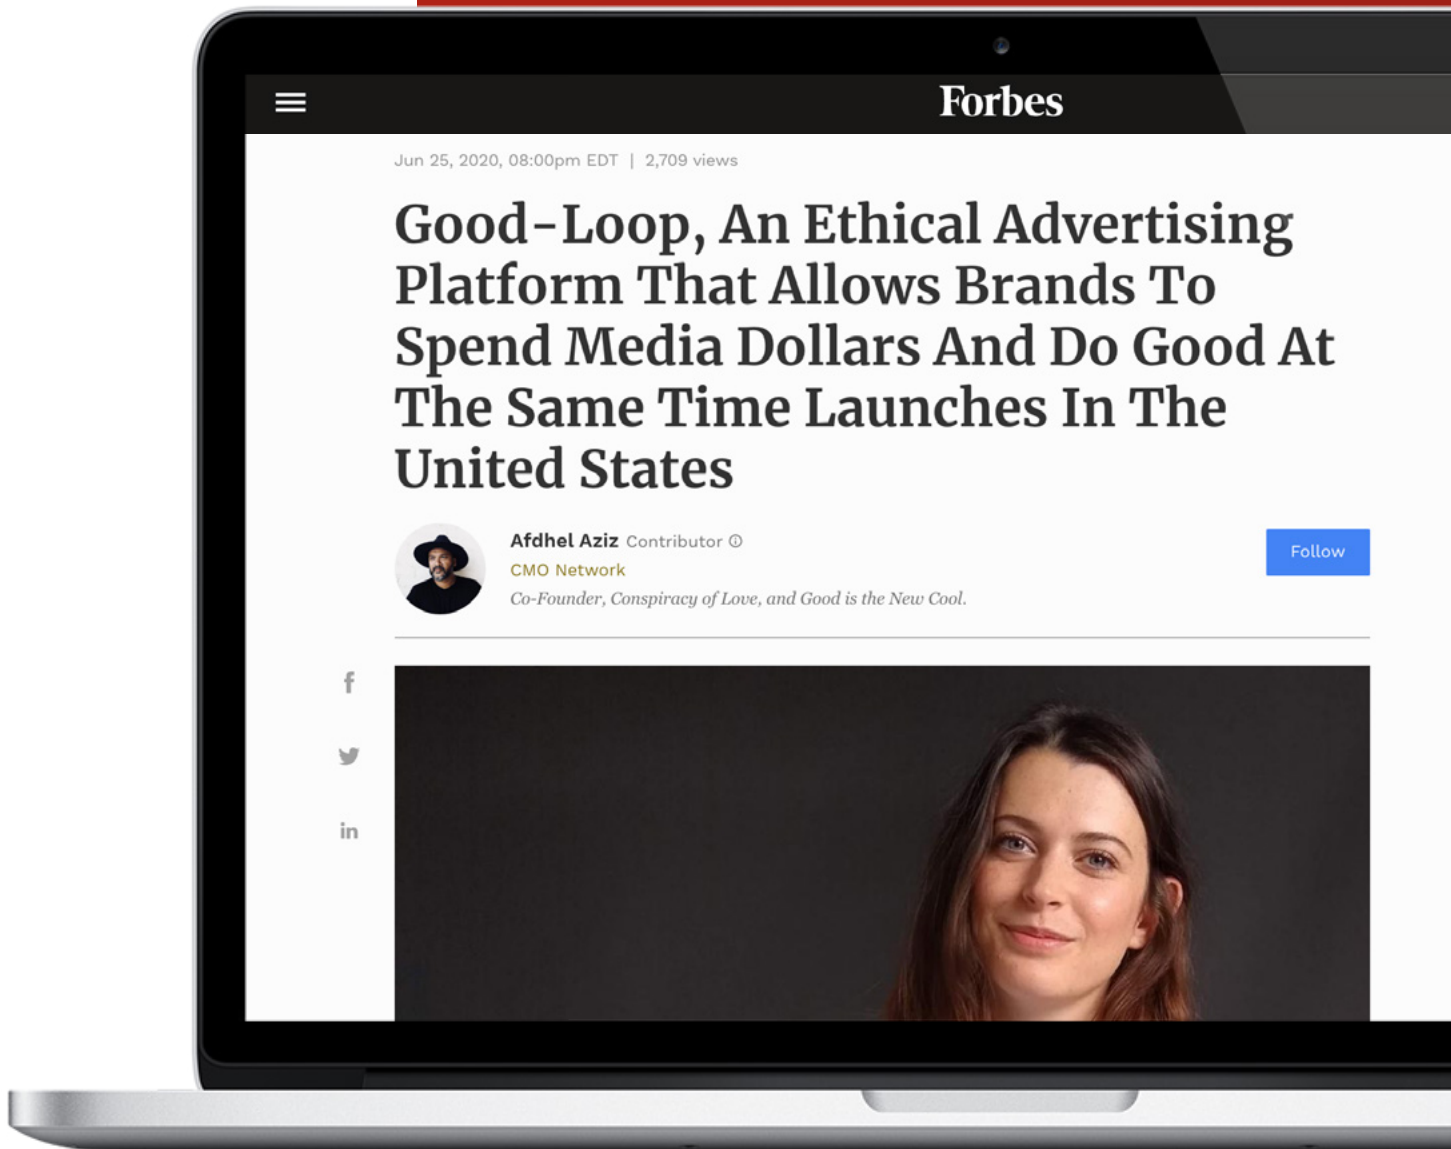 Forbes
Jun 25, 2020, 08:00pm EDT | 2,709 views
Good-Loop, An Ethical Advertising
Platform That Allows Brands To
Spend Media Dollars And Do Good At
The Same Time Launches In The
United States
Afdhel Aziz Contributor
CMO Network
Co-Founder, Conspiracy of Love, and Good is the New Cool.
Follow
f
in